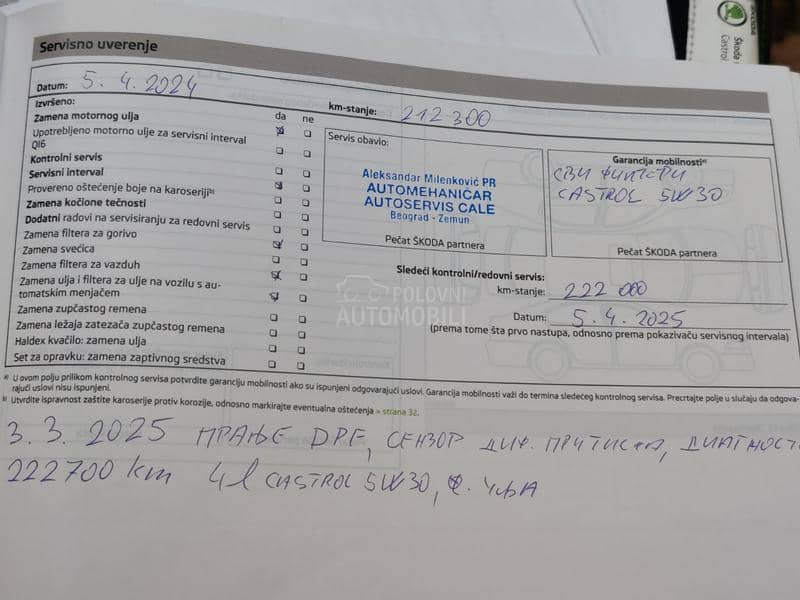 Servisno uverenje
Datum: 5. 4. 2024
km-stanje: 212 300
Izvršeno:
da ne
Zamena motornog ulja
Upotrebljeno motorno ulje za servisni interval
QI6
Kontrolni servis
Servisni interval
Provereno oštećenje boje na karoseriji b)
Zamena kočione tečnosti
Dodatni radovi na servisiranju za redovni servis
Zamena filtera za gorivo
Zamena svećica
Zamena filtera za vazduh
Zamena ulja i filtera za ulje na vozilu s au-
tomatskim menjačem
Zamena zupčastog remena
Zamena ležaja zatezača zupčastog remena
Haldex kvačilo: zamena ulja
Set za opravku: zamena zaptivnog sredstva
Servis obavio:
Aleksandar Milenković PR
AUTOMEHANIČAR
AUTOSERVIS CALE
Beograd - Zemun
Pečat ŠKODA partnera
Garancija mobilnosti a)
СВИ ФИЛТЕРИ
CASTROL 5W30
Pečat ŠKODA partnera
Sledeći kontrolni/redovni servis:
km-stanje: 222 000
Datum: 5. 4. 2025
(prema tome šta prvo nastupa, odnosno prema pokazivaču servisnog intervala)
POLOVNI
AUTOMOBILI
a) U ovom polju prilikom kontrolnog servisa potvrdite garanciju mobilnosti ako su ispunjeni odgovarajući uslovi. Garancija mobilnosti važi do termina sledećeg kontrolnog servisa. Precrtajte polje u slučaju da odgova-
rajući uslovi nisu ispunjeni.
b) Utvrdite ispravnost zaštite karoserije protiv korozije, odnosno markirajte eventualna oštećenja » strana 32.
3. 3. 2025 ПРАЊЕ DPF, СЕНЗОР ДИФ. ПРИТИСКА, ДИАГНОСТ
222700 km 4l CASTROL 5W30, Ф. УЉА
Škoda
Castrol